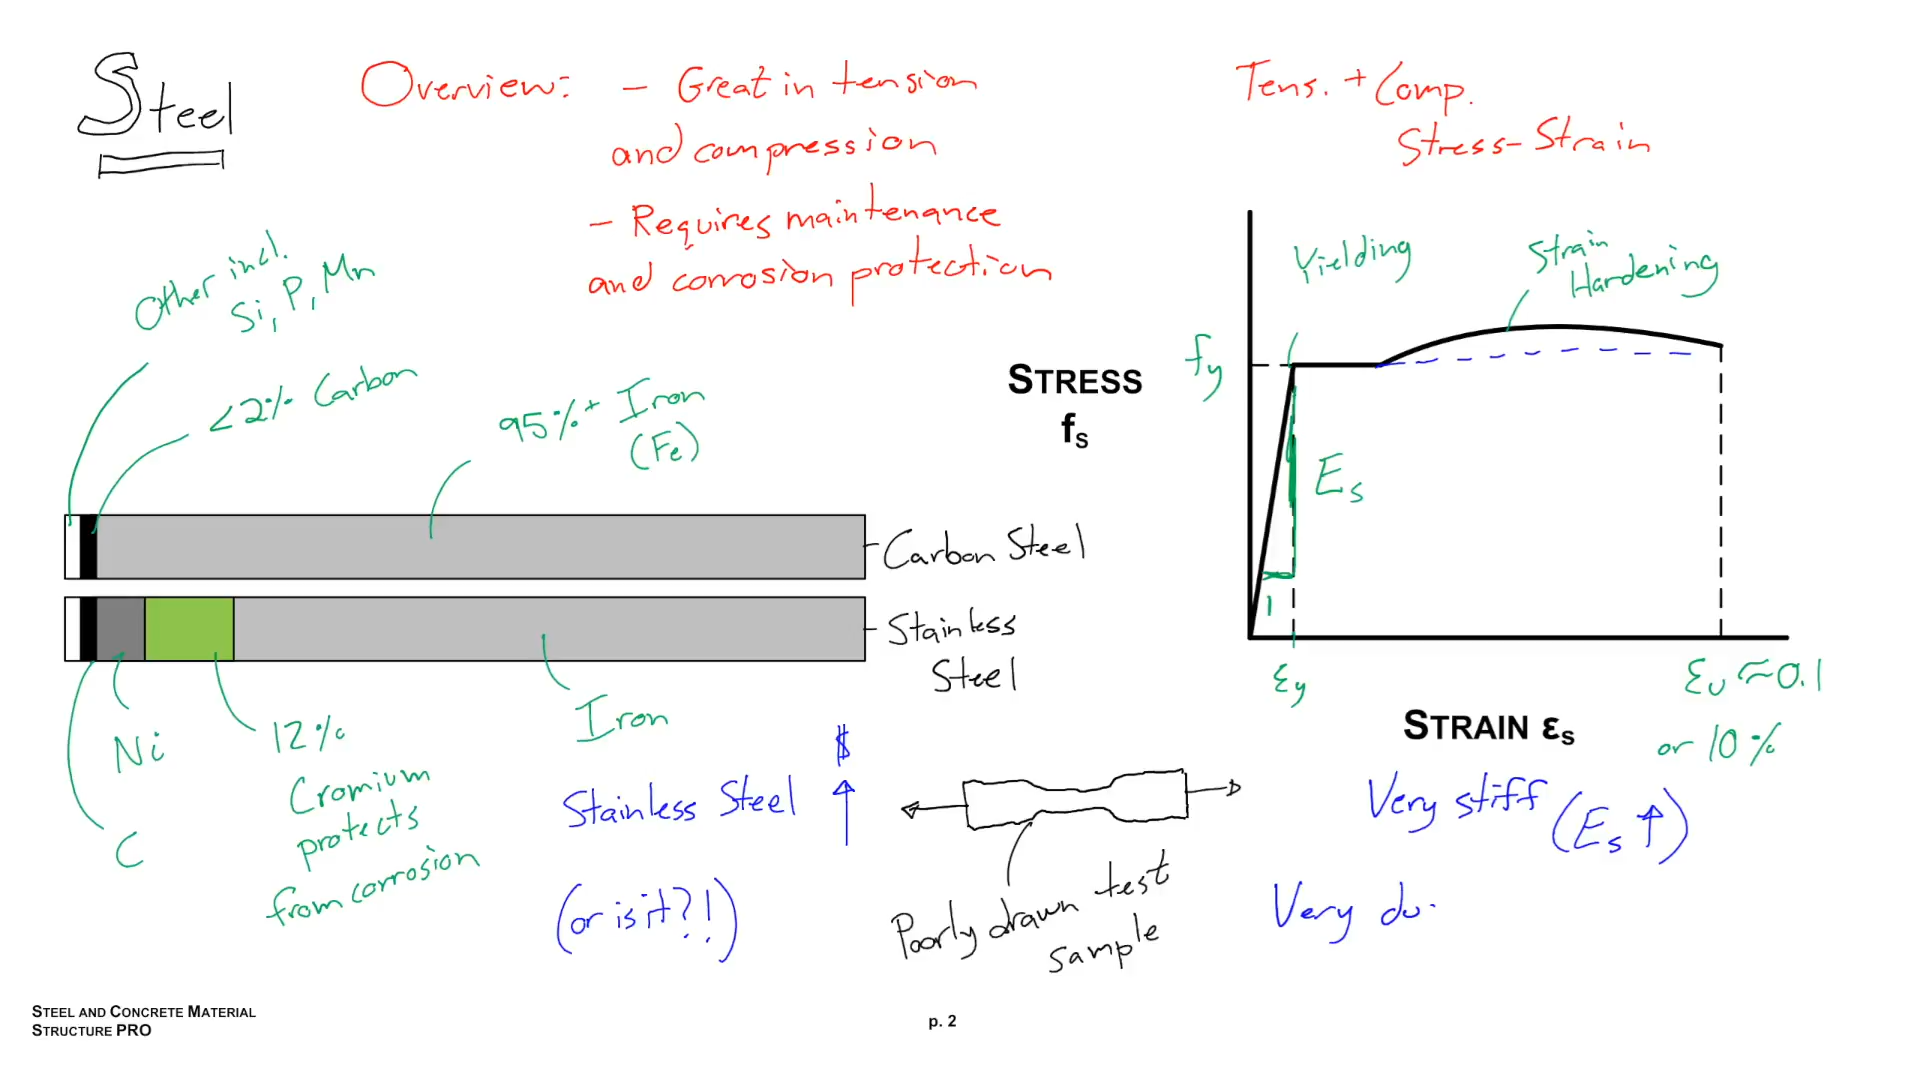 Steel
Overview: - Great in tension
and compression
- Requires maintenance
and corrosion protection
Tens. + Comp.
Stress-Strain
Other incl.
Si, P, Mn
<2% Carbon
95%+ Iron
(Fe)
Carbon Steel
Stainless
Steel
Ni
C
12%
Cromium
protects
from corrosion
Iron
Stainless Steel ↑ $
(or is it?!)
Poorly drawn test
sample
STRESS
fs
fy
Yielding
Strain
Hardening
Es
1
εy
εu ≈ 0.1
or 10%
STRAIN εs
Very stiff
(Es ↑)
Very
STEEL AND CONCRETE MATERIAL
STRUCTURE PRO
p. 2